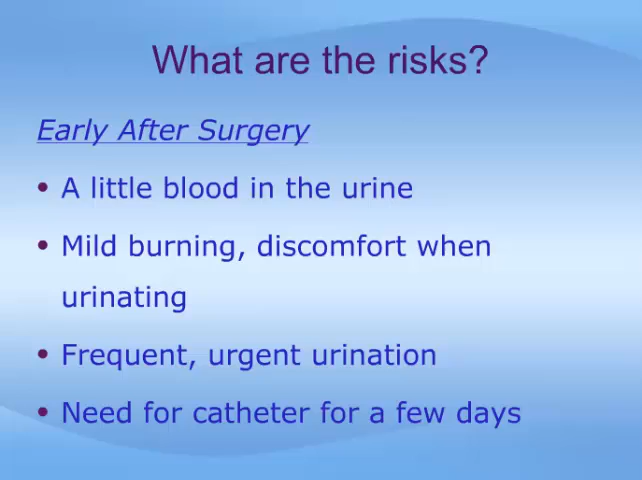 What are the risks?
Early After Surgery
• A little blood in the urine
• Mild burning, discomfort when
urinating
• Frequent, urgent urination
• Need for catheter for a few days